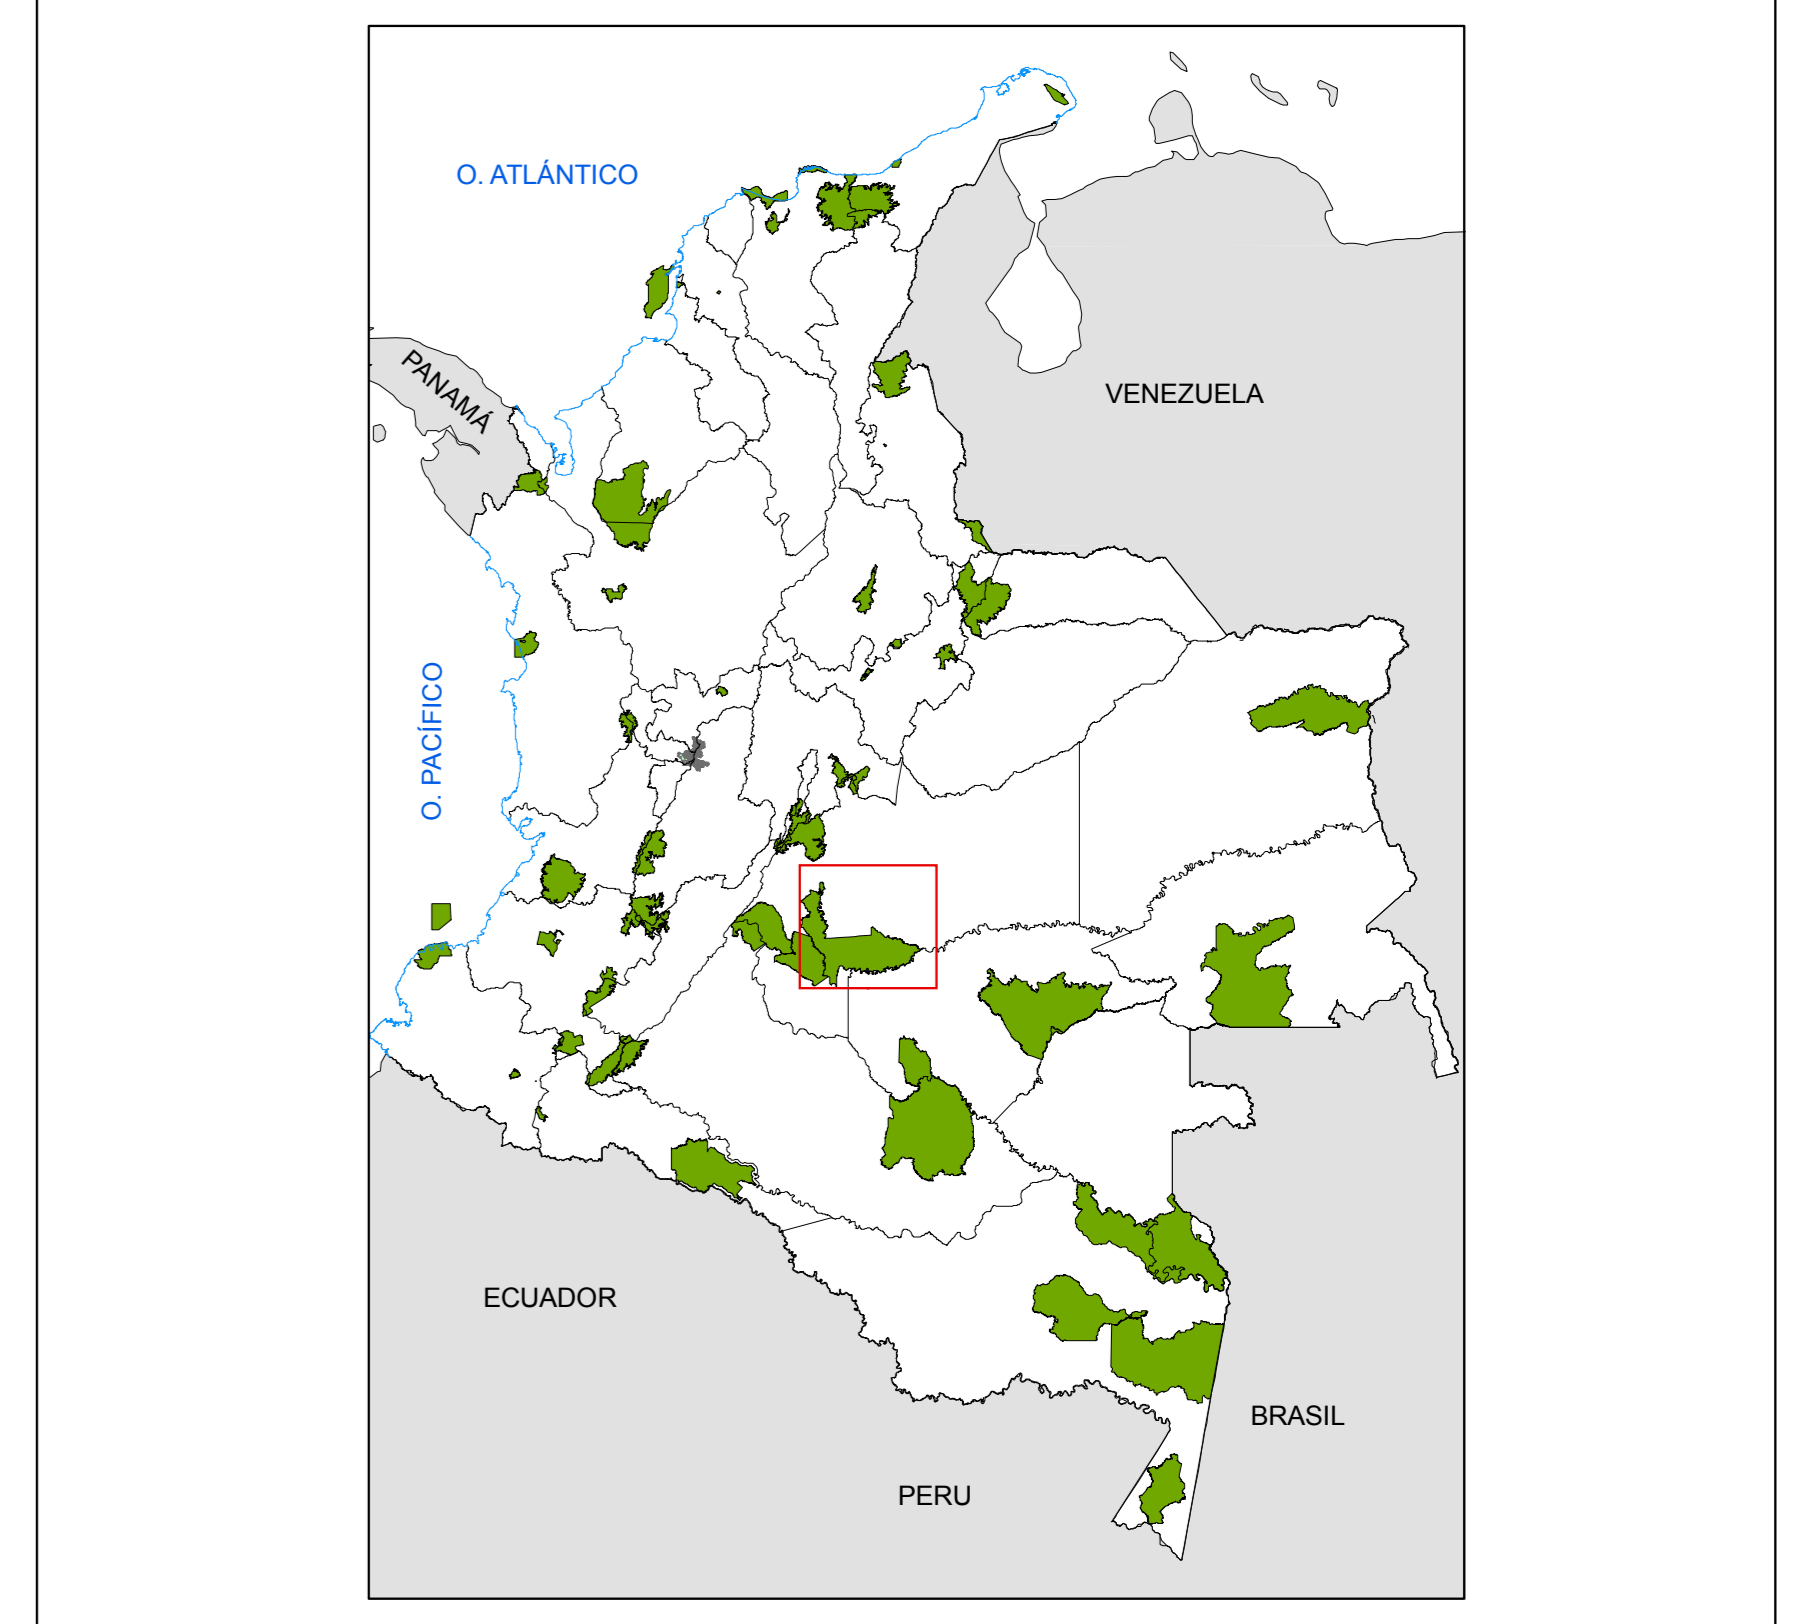 O. ATLÁNTICO
PANAMÁ
VENEZUELA
O. PACÍFICO
ECUADOR
BRASIL
PERU